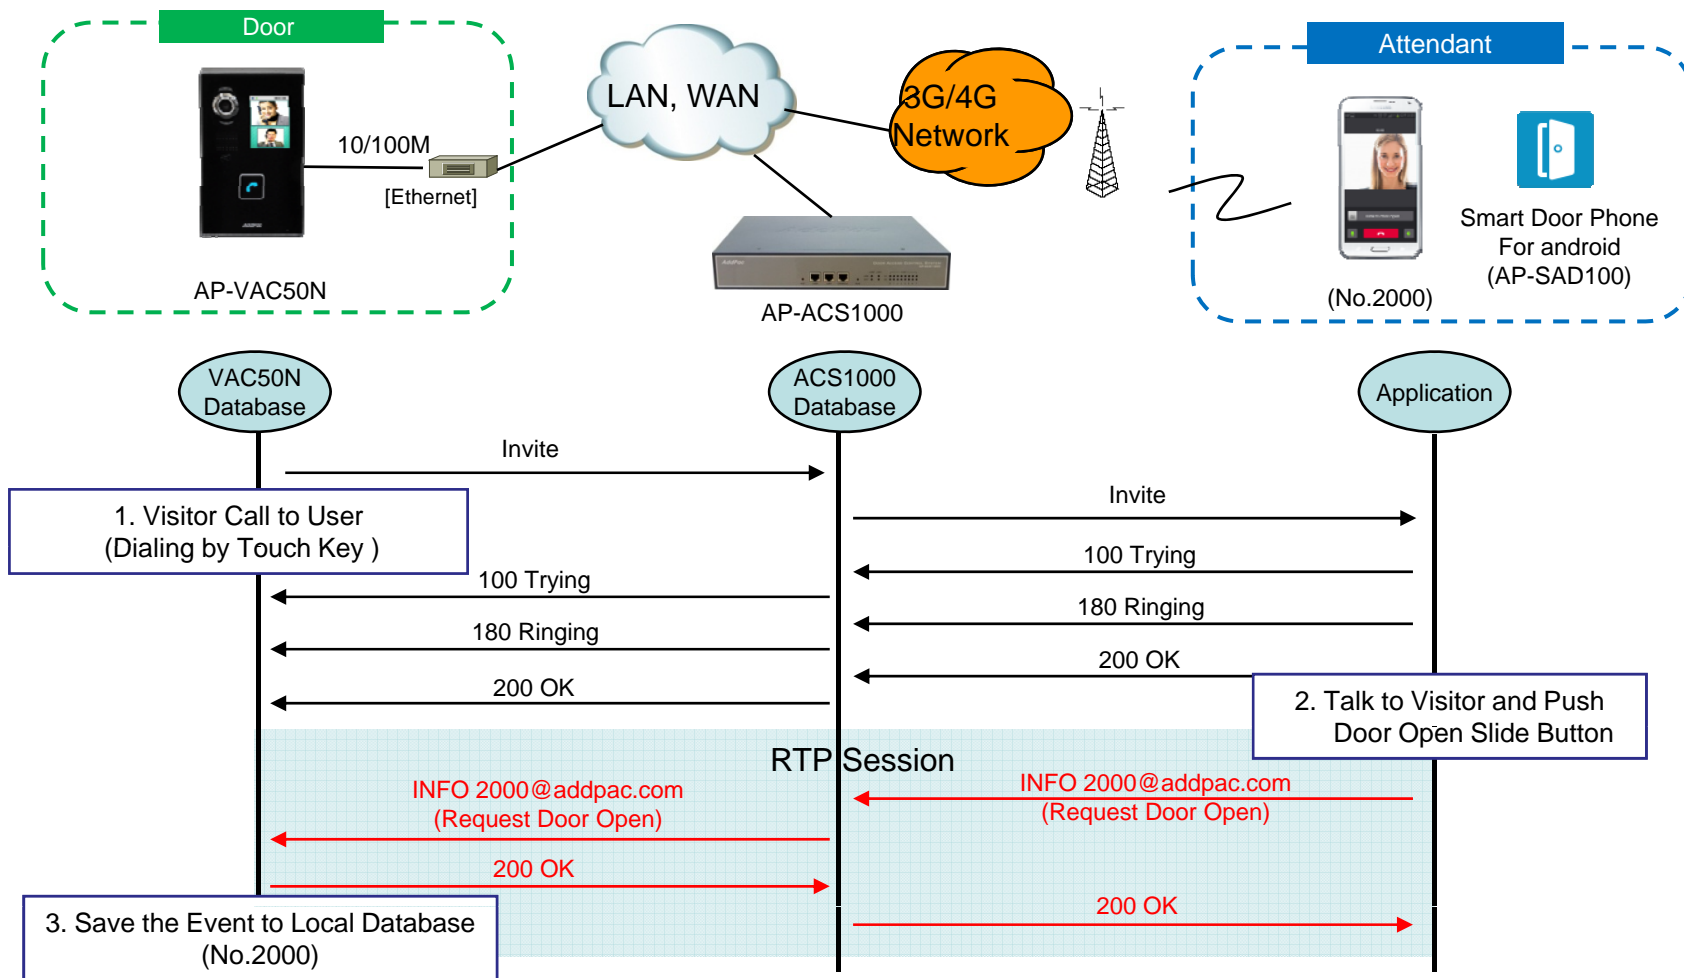 Door
Attendant
LAN, WAN
3G/4G
Network
10/100M
[Ethernet]
AP-VAC50N
AddPac
AP-ACS1000
(No.2000)
Smart Door Phone
For android
(AP-SAD100)
VAC50N
Database
ACS1000
Database
Application
Invite
Invite
1. Visitor Call to User
(Dialing by Touch Key )
100 Trying
100 Trying
180 Ringing
180 Ringing
200 OK
200 OK
2. Talk to Visitor and Push
Door Open Slide Button
RTP Session
INFO 2000@addpac.com
(Request Door Open)
INFO 2000@addpac.com
(Request Door Open)
200 OK
200 OK
3. Save the Event to Local Database
(No.2000)